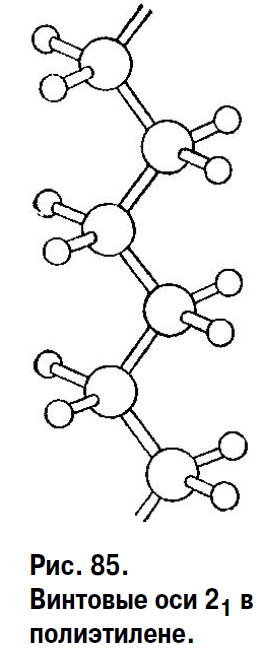 Рис. 85.
Винтовые оси 2₁ в
полиэтилене.